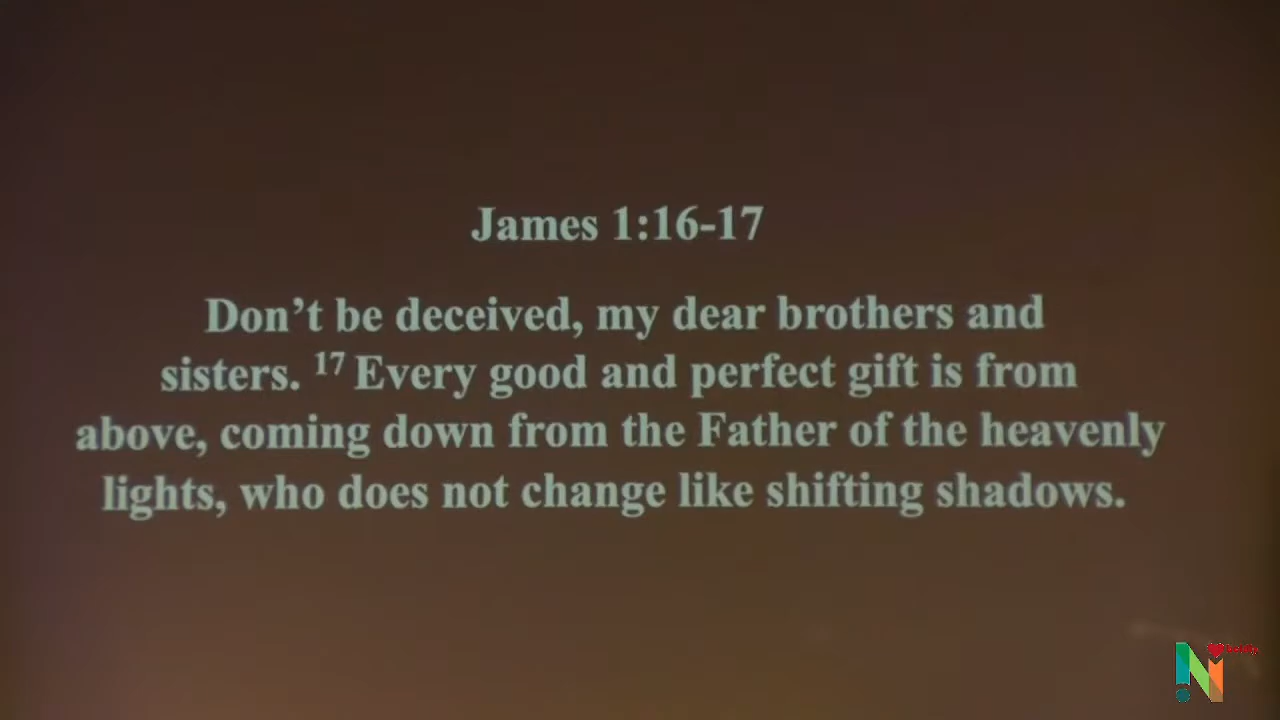 James 1:16-17
Don’t be deceived, my dear brothers and
sisters. 17 Every good and perfect gift is from
above, coming down from the Father of the heavenly
lights, who does not change like shifting shadows.